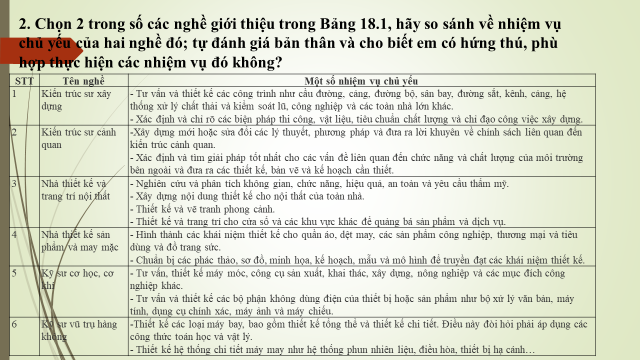 2. Chọn 2 trong số các nghề giới thiệu trong Bảng 18.1, hãy so sánh về nhiệm vụ
chủ yếu của hai nghề đó; tự đánh giá bản thân và cho biết em có hứng thú, phù
hợp thực hiện các nhiệm vụ đó không?
STT Tên nghề Một số nhiệm vụ chủ yếu
1 Kiến trúc sư xây dựng
- Tư vấn và thiết kế các công trình như cầu đường, cảng, đường bộ, sân bay, đường sắt, kênh, cảng, hệ
thống xử lý chất thải và kiểm soát lũ, công nghiệp và các toàn nhà lớn khác.
- Xác định và chỉ rõ các biện pháp thi công, vật liệu, tiêu chuẩn chất lượng và chỉ đạo công việc xây dựng.
2 Kiến trúc sư cảnh quan
-Xây dựng mới hoặc sửa đổi các lý thuyết, phương pháp và đưa ra lời khuyên về chính sách liên quan đến
kiến trúc cảnh quan.
- Xác định và tìm giải pháp tốt nhất cho các vấn đề liên quan đến chức năng và chất lượng của môi trường
bên ngoài và đưa ra các thiết kế, bản vẽ và kế hoạch cần thiết.
3 Nhà thiết kế và trang trí nội thất
- Nghiên cứu và phân tích không gian, chức năng, hiệu quả, an toàn và yêu cầu thẩm mỹ.
- Xây dựng nội dung thiết kế cho nội thất của toàn nhà.
- Thiết kế và vẽ tranh phong cảnh.
- Thiết kế và trang trí cho cửa sổ và các khu vực khác để quảng bá sản phẩm và dịch vụ.
4 Nhà thiết kế sản phẩm và may mặc
- Hình thành các khái niệm thiết kế cho quần áo, dệt may, các sản phẩm công nghiệp, thương mại và tiêu
dùng và đồ trang sức.
- Chuẩn bị các phác thảo, sơ đồ, minh họa, kế hoạch, mẫu và mô hình để truyền đạt các khái niệm thiết kế.
5 Kỹ sư cơ học, cơ khí
- Tư vấn, thiết kế máy móc, công cụ sản xuất, khai thác, xây dựng, nông nghiệp và các mục đích công
nghiệp khác.
- Tư vấn và thiết kế các bộ phận không dùng điện của thiết bị hoặc sản phẩm như bộ xử lý văn bản, máy
tính, dụng cụ chính xác, máy ảnh và máy chiếu.
6 Kỹ sư vũ trụ hàng không
-Thiết kế các loại máy bay, bao gồm thiết kế tổng thể và thiết kế chi tiết. Điều này đòi hỏi phải áp dụng các
công thức toán học và vật lý.
- Thiết kế hệ thống chi tiết máy may như hệ thống phun nhiên liệu, điều hòa, thiết bị hạ cánh…